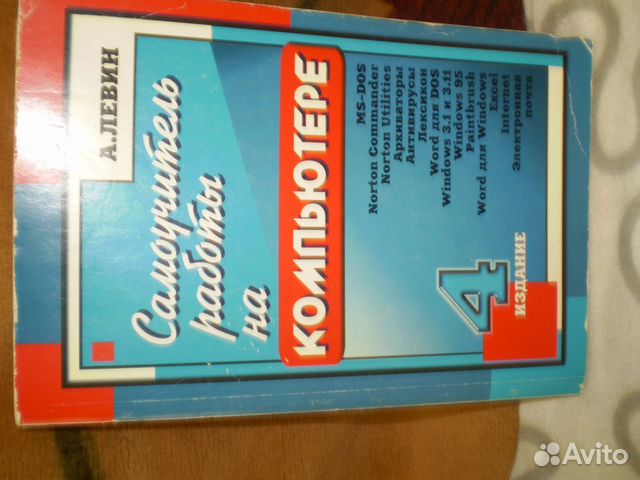 А.ЛЕВИН
Самоучитель
работы
на
КОМПЬЮТЕРЕ
MS-DOS
Norton Commander
Norton Utilities
Архиваторы
Антивирусы
Лексикон
Word для DOS
Windows 3.1 и 3.11
Windows 95
Paintbrush
Word для Windows
Excel
Internet
Электронная
почта
4
ИЗДАНИЕ
Avito